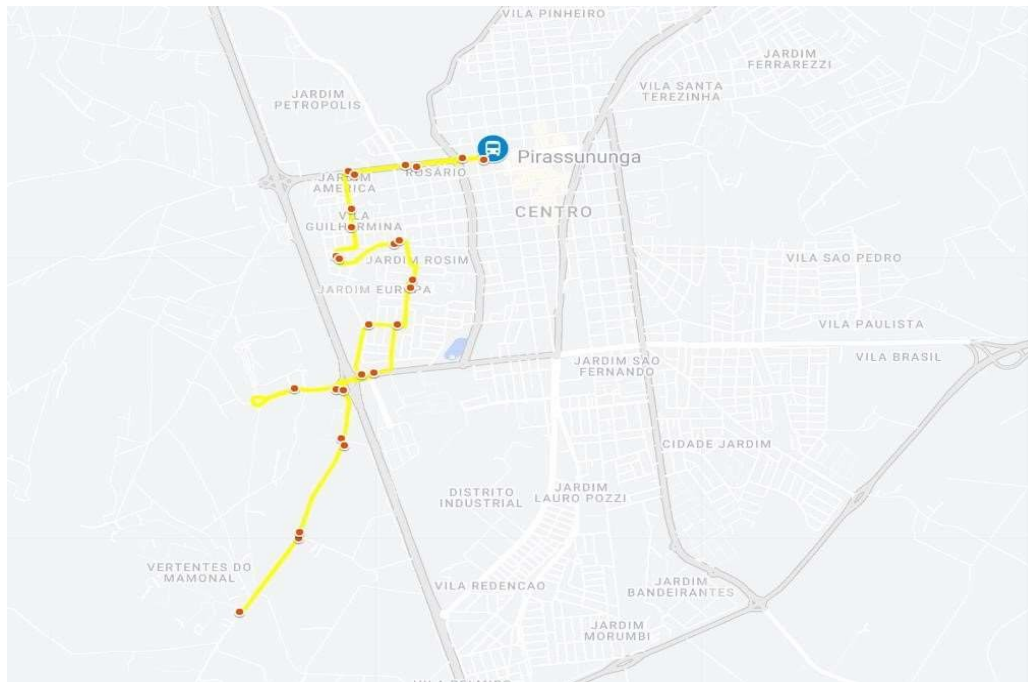 VILA PINHEIRO
JARDIM
FERRAREZZI
VILA SANTA
TEREZINHA
JARDIM
PETROPOLIS
Pirassununga
ROSÁRIO
JARDIM
AMERICA
CENTRO
VILA
GUILHERMINA
JARDIM ROSIM
VILA SAO PEDRO
JARDIM EUROPA
VILA PAULISTA
VILA BRASIL
JARDIM SAO
FERNANDO
CIDADE JARDIM
DISTRITO
INDUSTRIAL
JARDIM
LAURO POZZI
VERTENTES DO
MAMONAL
VILA REDENCAO
JARDIM
BANDEIRANTES
JARDIM
MORUMBI